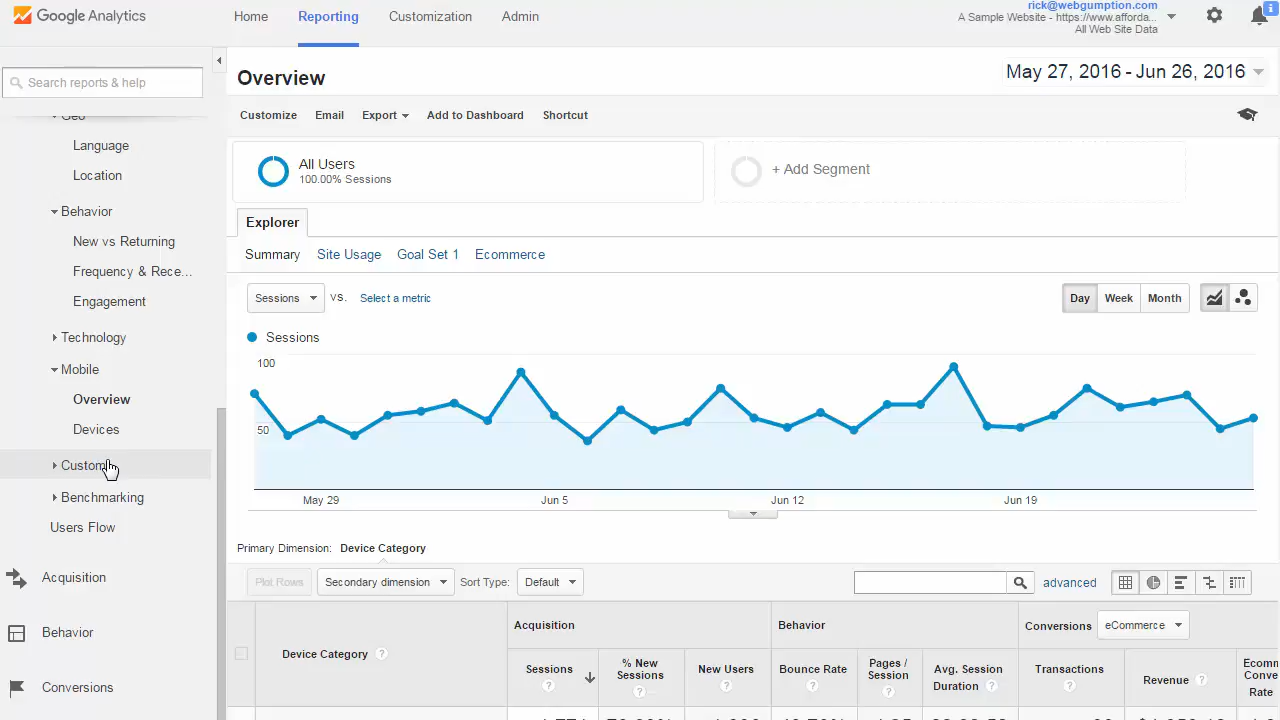 Google Analytics
Home Reporting Customization Admin
rick@webgumption.com
A Sample Website - https://www.afforda...
All Web Site Data
i
Search reports & help
Geo
Language
Location
Behavior
New vs Returning
Frequency & Rece...
Engagement
Technology
Mobile
Overview
Devices
Custom
Benchmarking
Users Flow
Acquisition
Behavior
Conversions
Overview
May 27, 2016 - Jun 26, 2016
Customize Email Export Add to Dashboard Shortcut
All Users
100.00% Sessions
+ Add Segment
Explorer
Summary Site Usage Goal Set 1 Ecommerce
Sessions VS. Select a metric
Day Week Month
Sessions
100
50
May 29 Jun 5 Jun 12 Jun 19
Primary Dimension: Device Category
Plot Rows Secondary dimension Sort Type: Default
advanced
Acquisition Behavior Conversions eCommerce
Device Category ?
Sessions ?
% New Sessions ?
New Users ?
Bounce Rate ?
Pages / Session ?
Avg. Session Duration ?
Transactions ?
Revenue ?
Ecomm
Conve
Rate